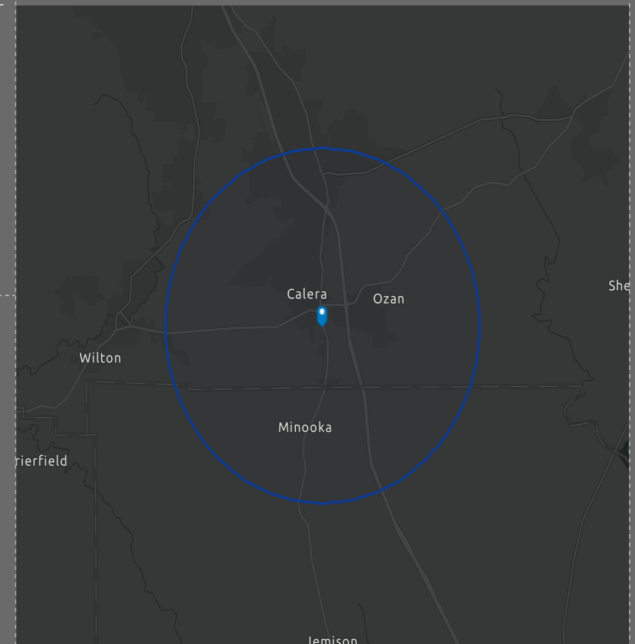 She
Calera
Ozan
Wilton
Minooka
rierfield
Jemison